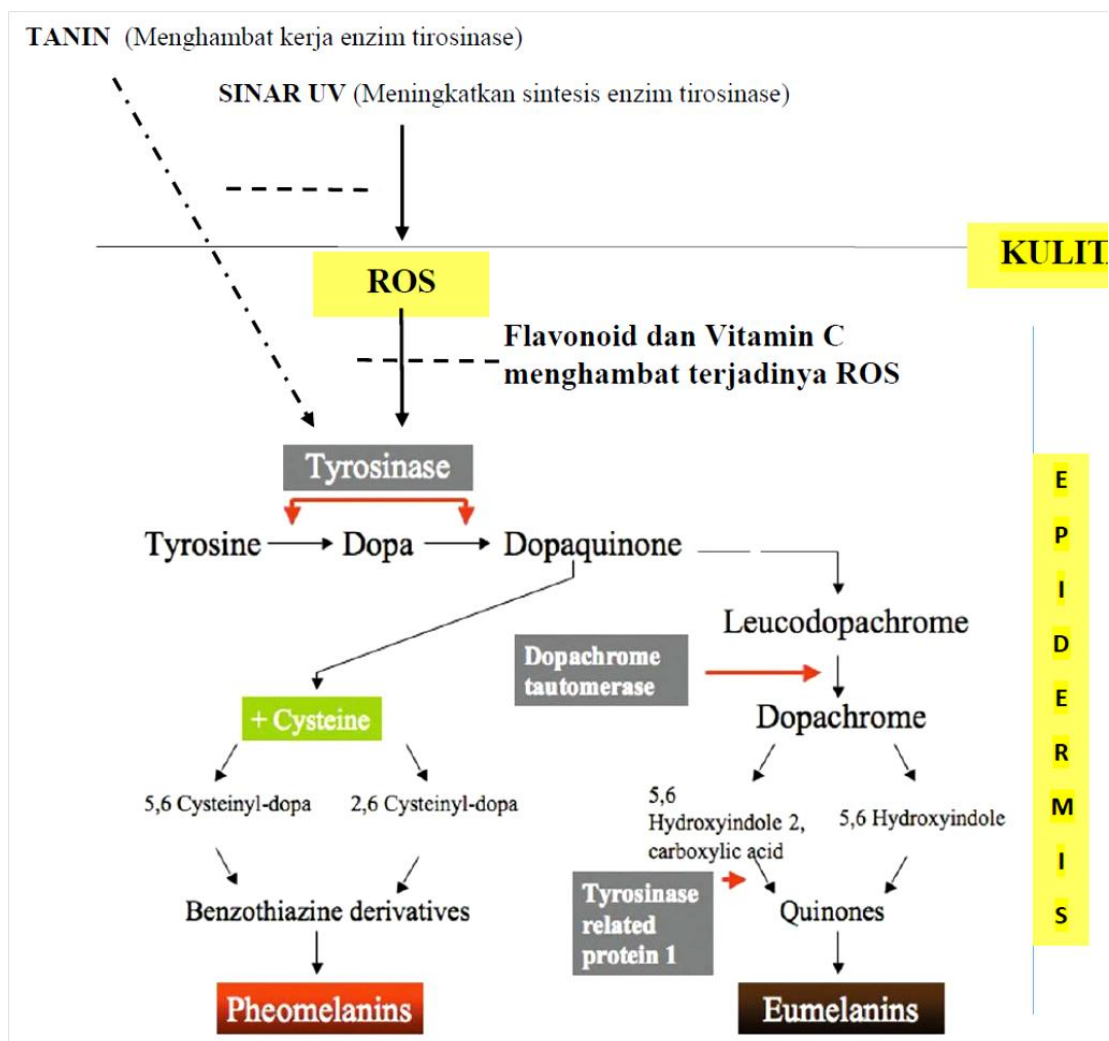 TANIN (Menghambat kerja enzim tirosinase)
SINAR UV (Meningkatkan sintesis enzim tirosinase)
KULIT
ROS
Flavonoid dan Vitamin C
menghambat terjadinya ROS
Tyrosinase
Tyrosine
Dopa
Dopaquinone
Leucodopachrome
Dopachrome
tautomerase
Dopachrome
+ Cysteine
5,6 Cysteinyl-dopa
2,6 Cysteinyl-dopa
5,6
Hydroxyindole 2,
carboxylic acid
5,6 Hydroxyindole
Benzothiazine derivatives
Tyrosinase
related
protein 1
Quinones
Pheomelanins
Eumelanins
E
P
I
D
E
R
M
I
S